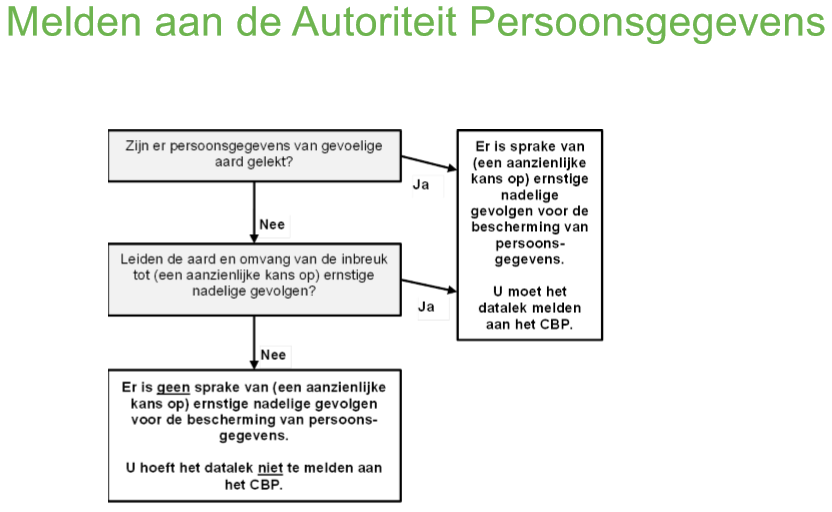 Melden aan de Autoriteit Persoonsgegevens
Zijn er persoonsgegevens van gevoelige
aard gelekt?
Ja
Er is sprake van
(een aanzienlijke
kans op) ernstige
nadelige
gevolgen voor de
bescherming van
persoons-
gegevens.
U moet het
datalek melden
aan het CBP.
Nee
Leiden de aard en omvang van de inbreuk
tot (een aanzienlijke kans op) ernstige
nadelige gevolgen?
Ja
Nee
Er is geen sprake van (een aanzienlijke
kans op) ernstige nadelige gevolgen
voor de bescherming van persoons-
gegevens.
U hoeft het datalek niet te melden aan
het CBP.